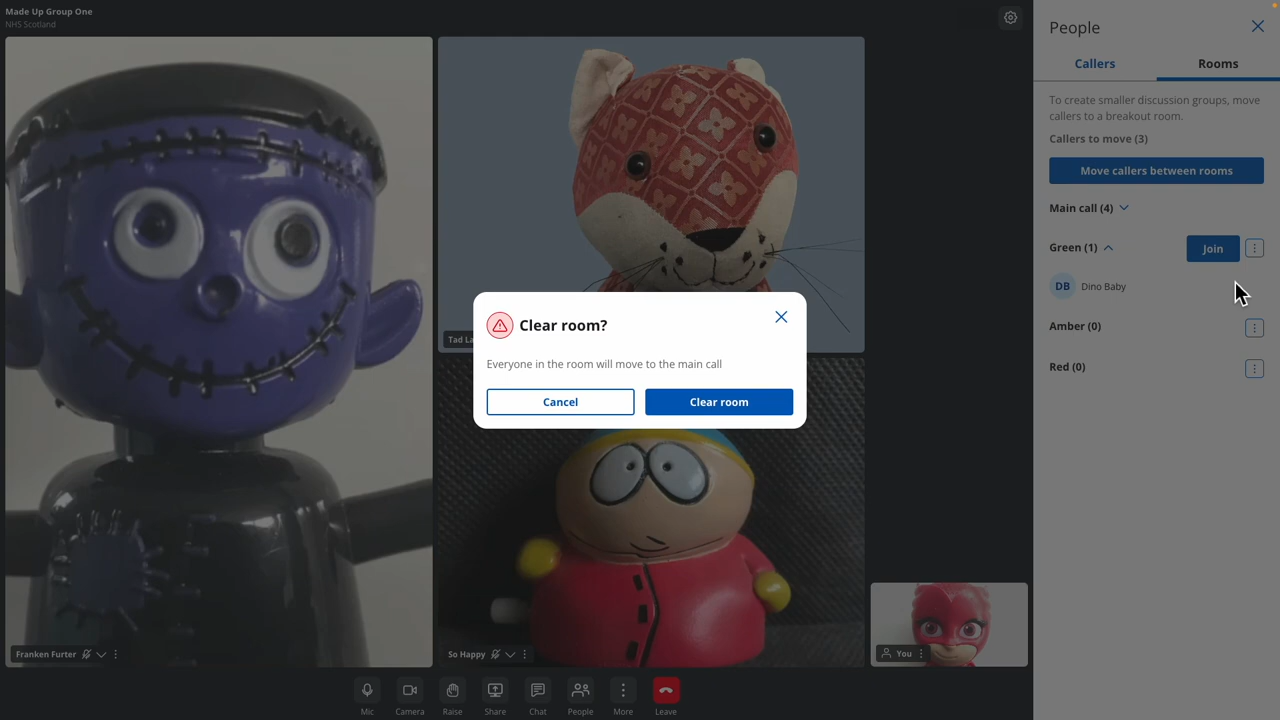 Made Up Group One
NHS Scotland
People
Callers
Rooms
To create smaller discussion groups, move
callers to a breakout room.
Callers to move (3)
Move callers between rooms
Main call (4)
Green (1)
Join
DB
Dino Baby
Amber (0)
Red (0)
Tad La
Clear room?
Everyone in the room will move to the main call
Cancel
Clear room
Franken Furter
So Happy
You
Mic
Camera
Raise
Share
Chat
People
More
Leave